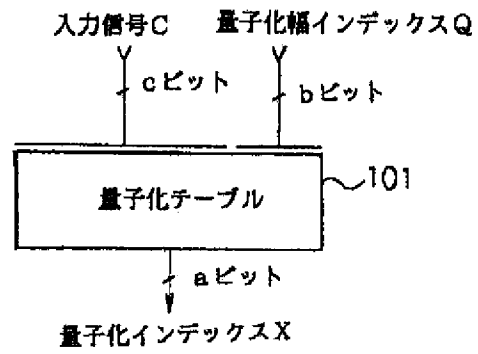 入力信号C 量子化幅インデックスQ
cビット bビット
量子化テーブル 101
aビット
量子化インデックスX